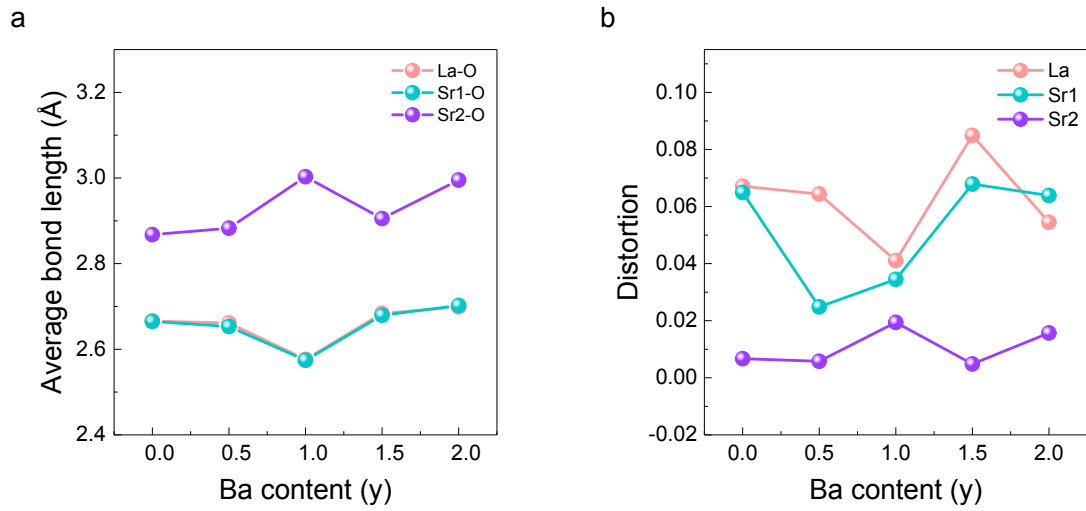 a
Average bond length (Å)
3.2
3.0
2.8
2.6
2.4
La-O
Sr1-O
Sr2-O
0.0 0.5 1.0 1.5 2.0
Ba content (y)
b
Distortion
0.10
0.08
0.06
0.04
0.02
0.00
-0.02
La
Sr1
Sr2
0.0 0.5 1.0 1.5 2.0
Ba content (y)